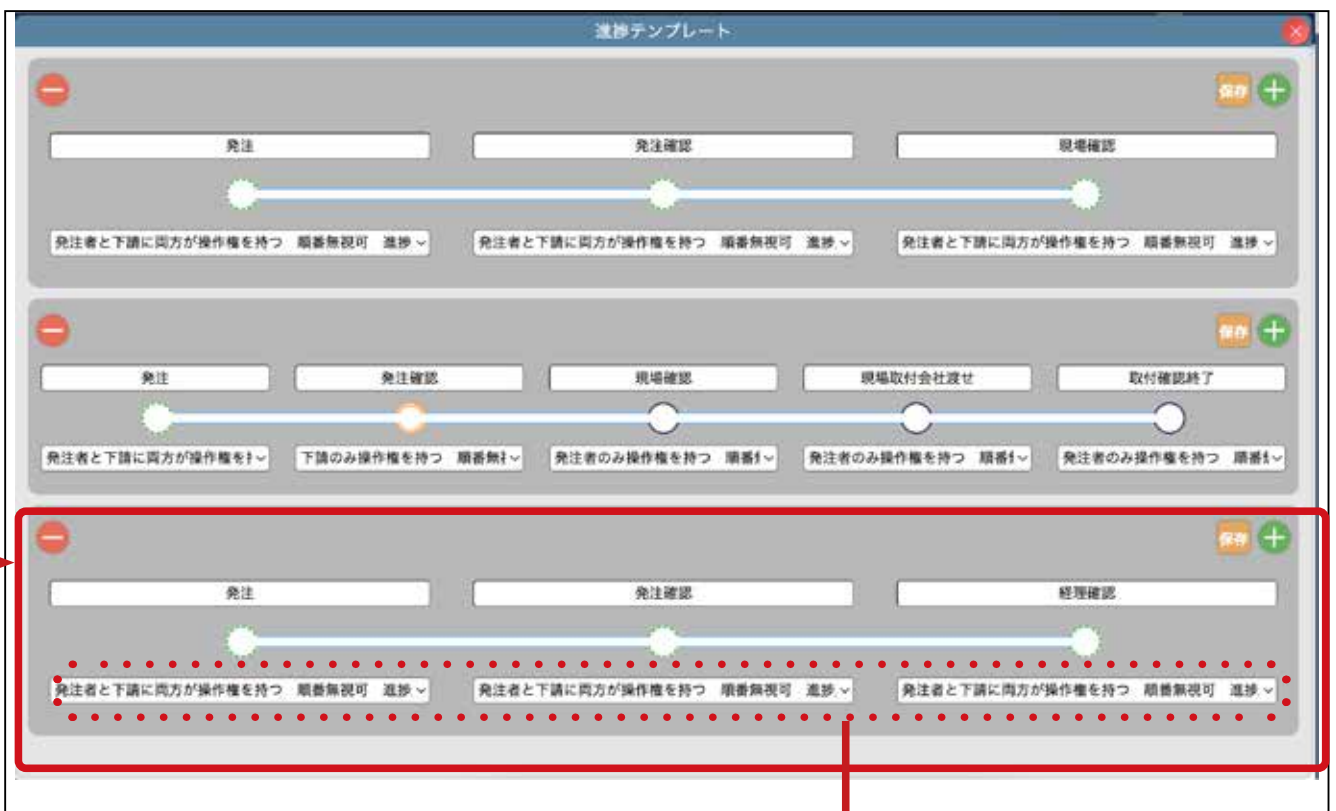 進捗テンプレート
保存
発注 発注確認 現場確認
発注者と下請に両方が操作権を持つ 順番無視可 進捗 発注者と下請に両方が操作権を持つ 順番無視可 進捗 発注者と下請に両方が操作権を持つ 順番無視可 進捗
保存
発注 発注確認 現場確認 現場取付会社渡せ 取付確認終了
発注者と下請に両方が操作権を 下請のみ操作権を持つ 順番無 発注者のみ操作権を持つ 順番 発注者のみ操作権を持つ 順番 発注者のみ操作権を持つ 順番
保存
発注 発注確認 経理確認
発注者と下請に両方が操作権を持つ 順番無視可 進捗 発注者と下請に両方が操作権を持つ 順番無視可 進捗 発注者と下請に両方が操作権を持つ 順番無視可 進捗